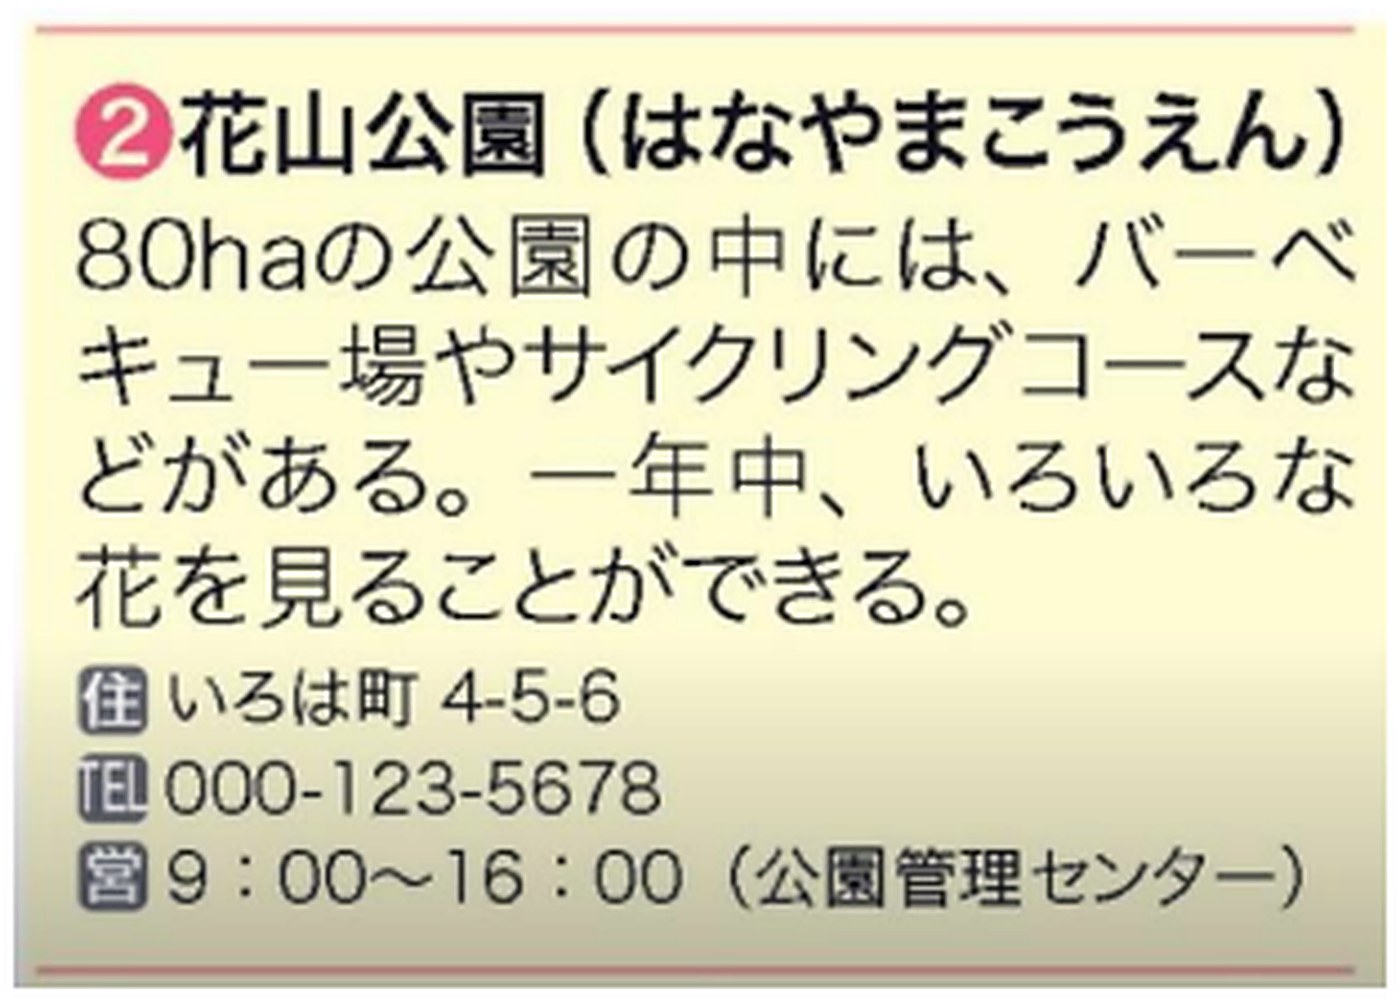 ❷花山公園（はなやまこうえん）
80haの公園の中には、バーベ
キュー場やサイクリングコースな
どがある。一年中、いろいろな
花を見ることができる。
住 いろは町 4-5-6
TEL 000-123-5678
営 9：00～16：00（公園管理センター）